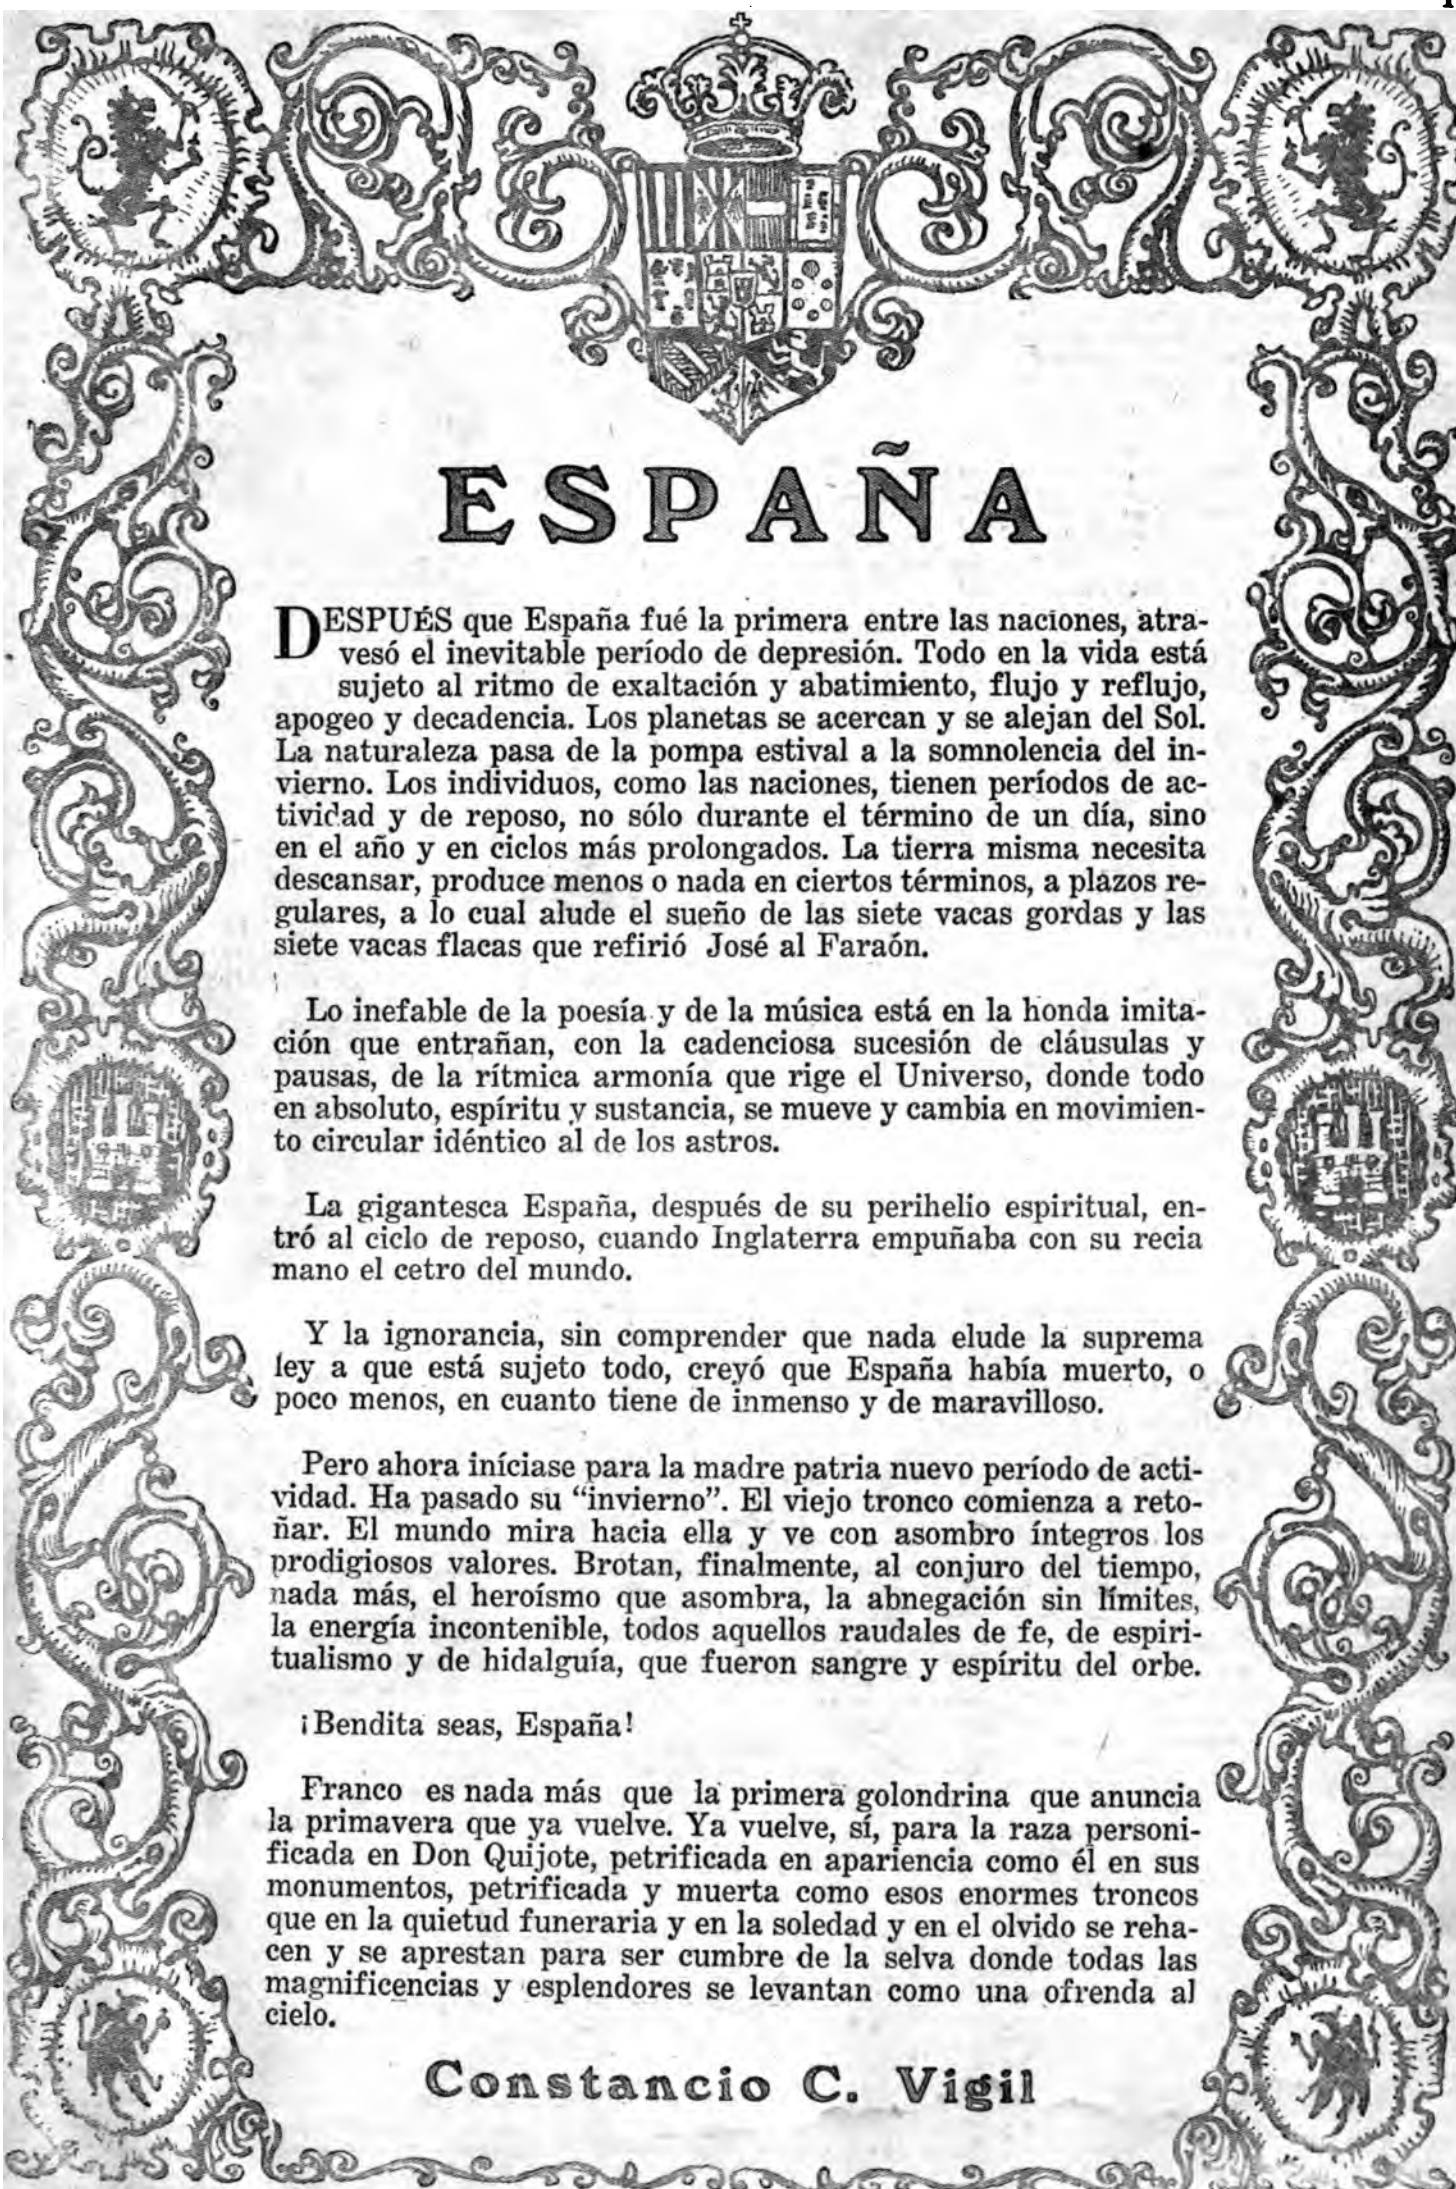 ESPAÑA
DESPUÉS que España fué la primera entre las naciones, atra-
vesó el inevitable período de depresión. Todo en la vida está
sujeto al ritmo de exaltación y abatimiento, flujo y reflujo,
apogeo y decadencia. Los planetas se acercan y se alejan del Sol.
La naturaleza pasa de la pompa estival a la somnolencia del in-
vierno. Los individuos, como las naciones, tienen períodos de ac-
tividad y de reposo, no sólo durante el término de un día, sino
en el año y en ciclos más prolongados. La tierra misma necesita
descansar, produce menos o nada en ciertos términos, a plazos re-
gulares, a lo cual alude el sueño de las siete vacas gordas y las
siete vacas flacas que refirió José al Faraón.
Lo inefable de la poesía y de la música está en la honda imita-
ción que entrañan, con la cadenciosa sucesión de cláusulas y
pausas, de la rítmica armonía que rige el Universo, donde todo
en absoluto, espíritu y sustancia, se mueve y cambia en movimien-
to circular idéntico al de los astros.
La gigantesca España, después de su perihelio espiritual, en-
tró al ciclo de reposo, cuando Inglaterra empuñaba con su recia
mano el cetro del mundo.
Y la ignorancia, sin comprender que nada elude la suprema
ley a que está sujeto todo, creyó que España había muerto, o
poco menos, en cuanto tiene de inmenso y de maravilloso.
Pero ahora iníciase para la madre patria nuevo período de acti-
vidad. Ha pasado su "invierno". El viejo tronco comienza a reto-
ñar. El mundo mira hacia ella y ve con asombro íntegros los
prodigiosos valores. Brotan, finalmente, al conjuro del tiempo,
nada más, el heroísmo que asombra, la abnegación sin límites,
la energía incontenible, todos aquellos raudales de fe, de espiri-
tualismo y de hidalguía, que fueron sangre y espíritu del orbe.
¡Bendita seas, España!
Franco es nada más que la primera golondrina que anuncia
la primavera que ya vuelve. Ya vuelve, sí, para la raza personi-
ficada en Don Quijote, petrificada en apariencia como él en sus
monumentos, petrificada y muerta como esos enormes troncos
que en la quietud funeraria y en la soledad y en el olvido se reha-
cen y se aprestan para ser cumbre de la selva donde todas las
magnificencias y esplendores se levantan como una ofrenda al
cielo.
Constancio C. Vigil